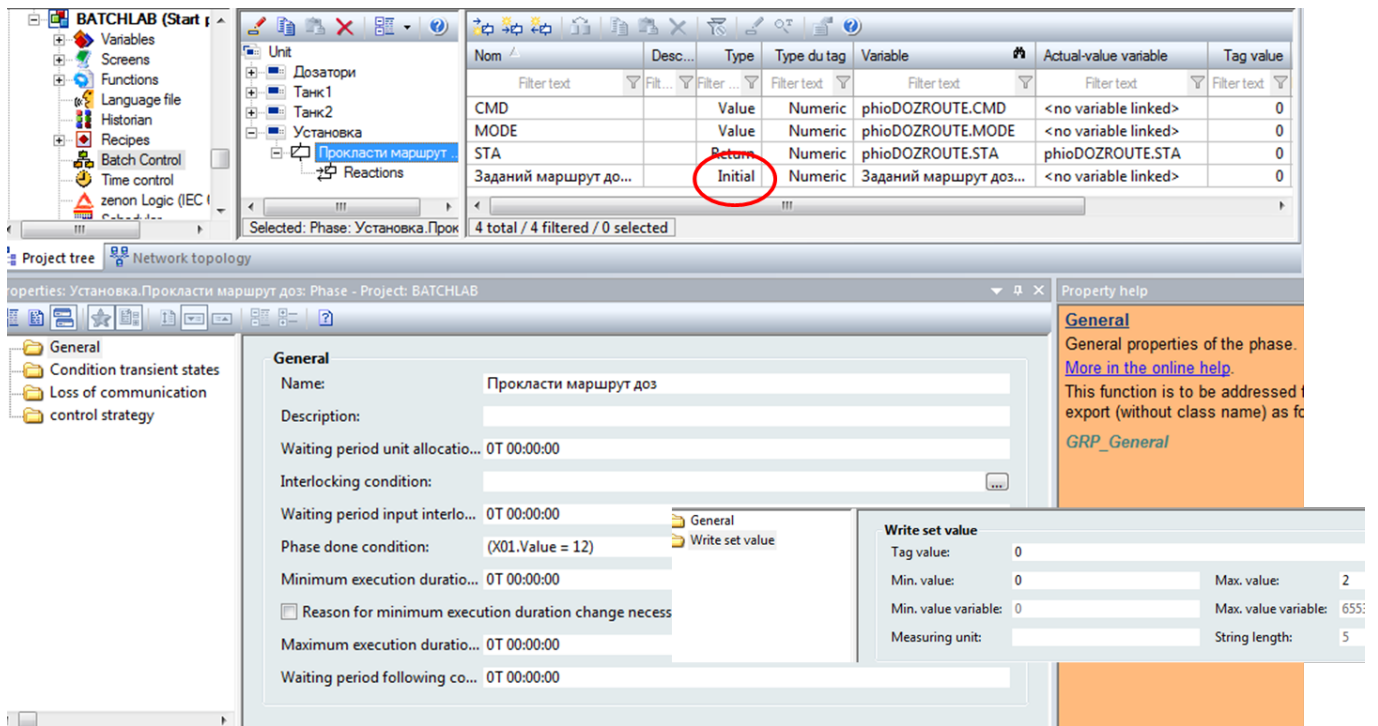 BATCHLAB (Start p
Variables
Screens
Functions
Language file
Historian
Recipes
Batch Control
Time control
zenon Logic (IEC 
Unit
Дозатори
Танк1
Танк2
Установка
Прокласти маршрут ..
Reactions
Selected: Phase: Установка.Прок
Nom Desc... Type Type du tag Variable Actual-value variable Tag value
Filter text Filt... Filter ... Filter text Filter text Filter text Filter text
CMD Value Numeric phioDOZROUTE.CMD <no variable linked> 0
MODE Value Numeric phioDOZROUTE.MODE <no variable linked> 0
STA Return Numeric phioDOZROUTE.STA phioDOZROUTE.STA 0
Заданий маршрут до... Initial Numeric Заданий маршрут доз... <no variable linked> 0
4 total / 4 filtered / 0 selected
Project tree Network topology
roperties: Установка.Прокласти маршрут доз: Phase - Project: BATCHLAB
General
Condition transient states
Loss of communication
control strategy
General
Name: Прокласти маршрут доз
Description:
Waiting period unit allocatio... 0T 00:00:00
Interlocking condition: ...
Waiting period input interlo... 0T 00:00:00
Phase done condition: (X01.Value = 12)
Minimum execution duratio... 0T 00:00:00
Reason for minimum execution duration change necess
Maximum execution duratio... 0T 00:00:00
Waiting period following co... 0T 00:00:00
Property help
General
General properties of the phase.
More in the online help.
This function is to be addressed
export (without class name) as fo
GRP_General
General
Write set value
Write set value
Tag value: 0
Min. value: 0 Max. value: 2
Min. value variable: 0 Max. value variable: 6553
Measuring unit: String length: 5